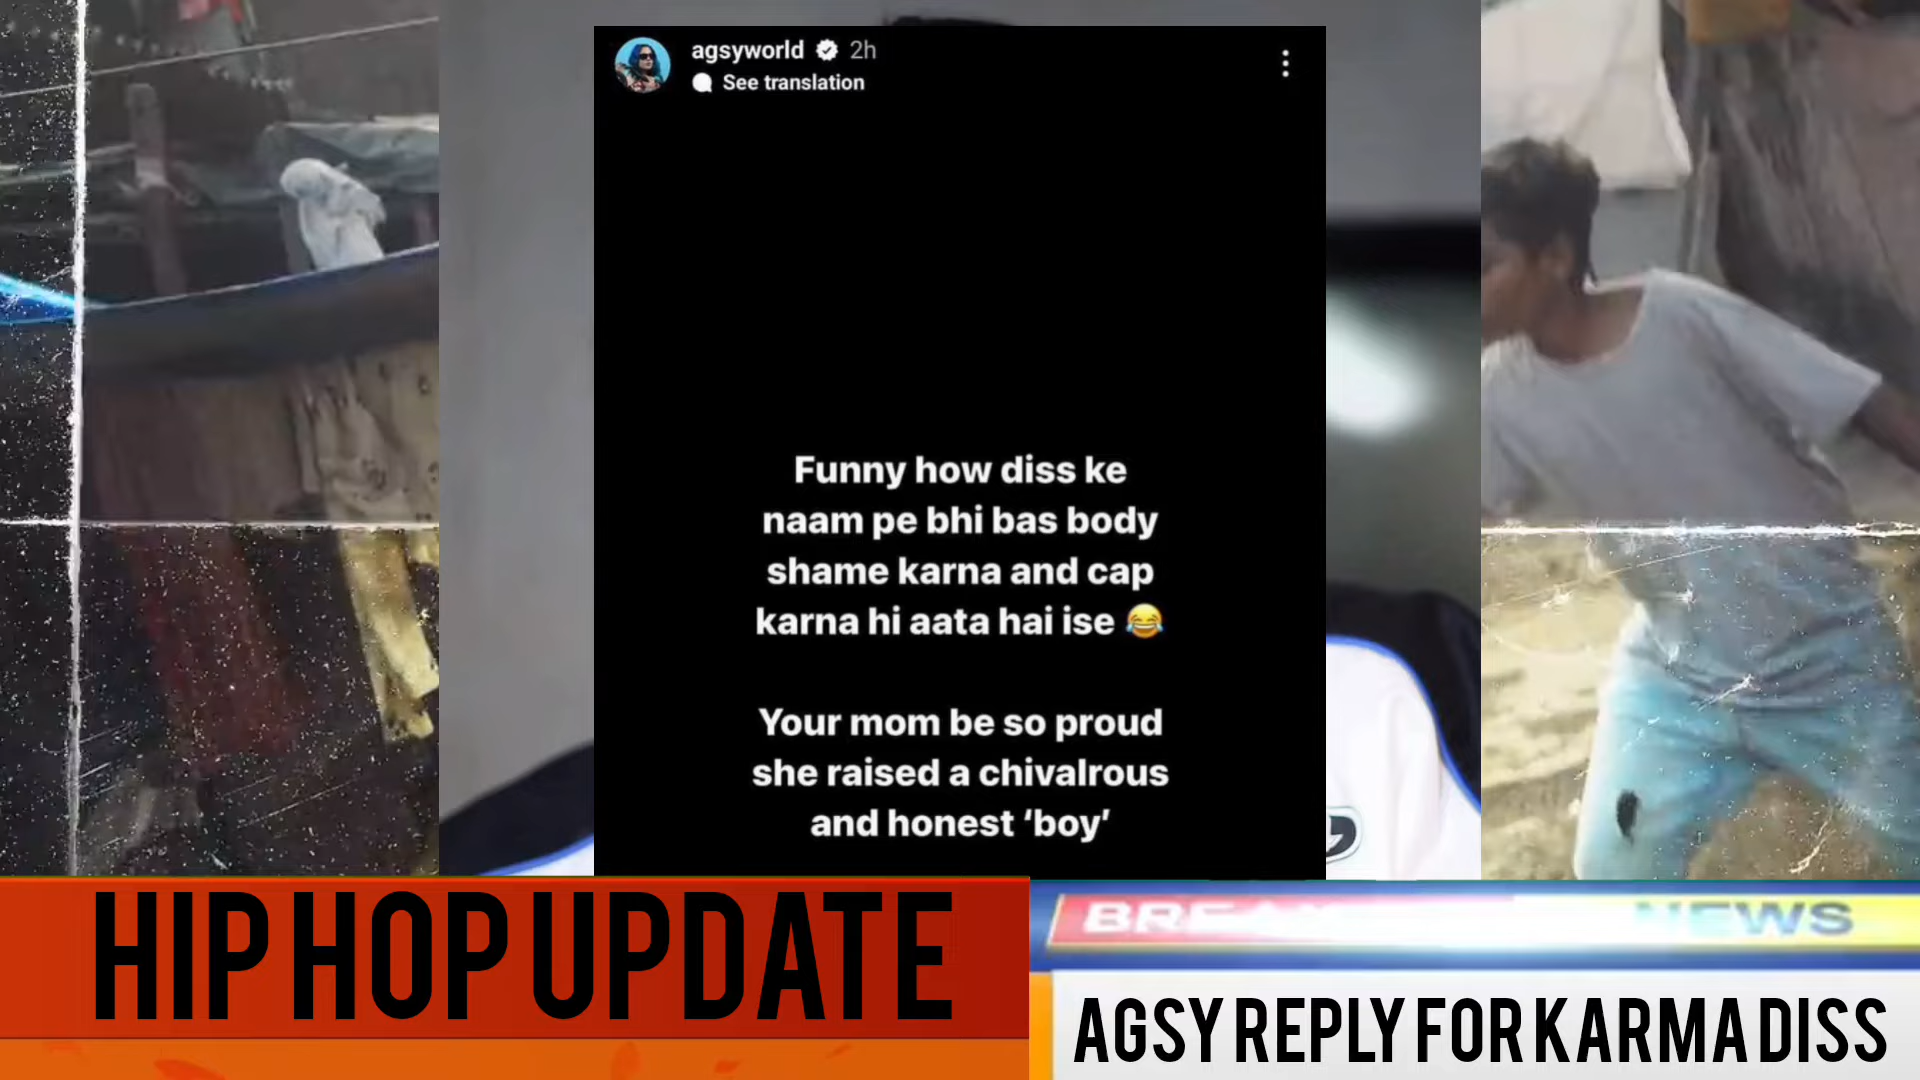 agsyworld 2h
See translation
Funny how diss ke
naam pe bhi bas body
shame karna and cap
karna hi aata hai ise 😂
Your mom be so proud
she raised a chivalrous
and honest ‘boy’
HIP HOP UPDATE
BREAKING NEWS
AGSY REPLY FOR KARMA DISS